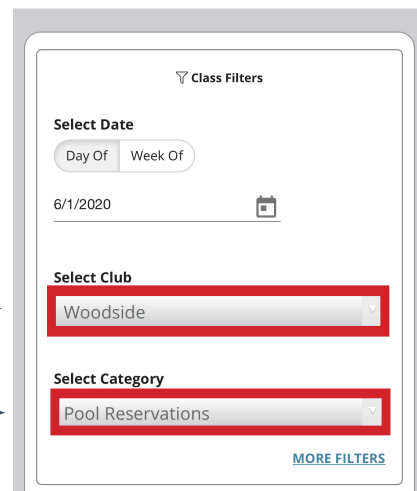 Class Filters
Select Date
Day Of Week Of
6/1/2020
Select Club
Woodside
Select Category
Pool Reservations
MORE FILTERS